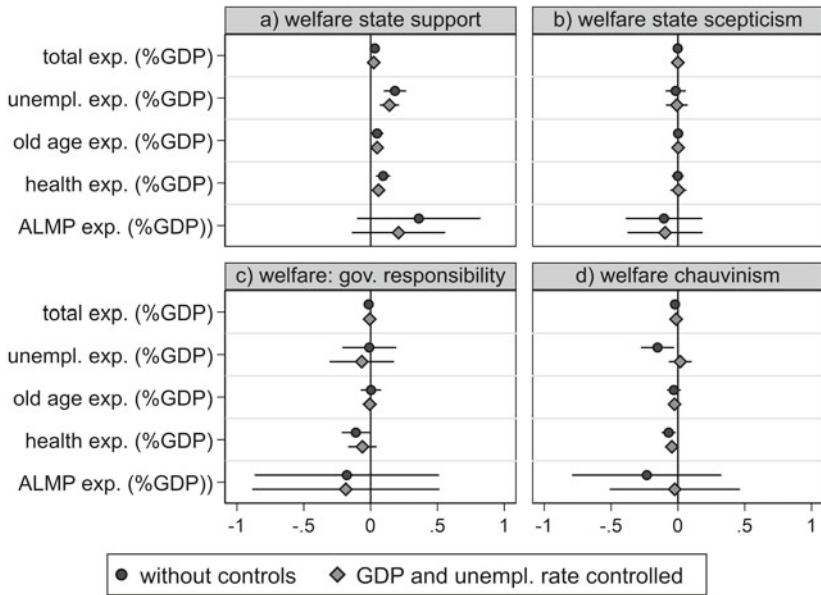 a) welfare state support
b) welfare state scepticism
total exp. (%GDP)
unempl. exp. (%GDP)
old age exp. (%GDP)
health exp. (%GDP)
ALMP exp. (%GDP))
c) welfare: gov. responsibility
d) welfare chauvinism
total exp. (%GDP)
unempl. exp. (%GDP)
old age exp. (%GDP)
health exp. (%GDP)
ALMP exp. (%GDP))
-1 -.5 0 .5 1 -1 -.5 0 .5 1
without controls GDP and unempl. rate controlled